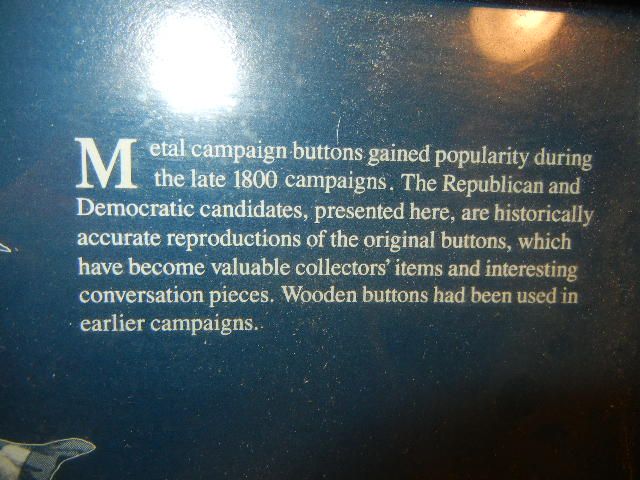 Metal campaign buttons gained popularity during
the late 1800 campaigns. The Republican and
Democratic candidates, presented here, are historically
accurate reproductions of the original buttons, which
have become valuable collectors' items and interesting
conversation pieces. Wooden buttons had been used in
earlier campaigns.